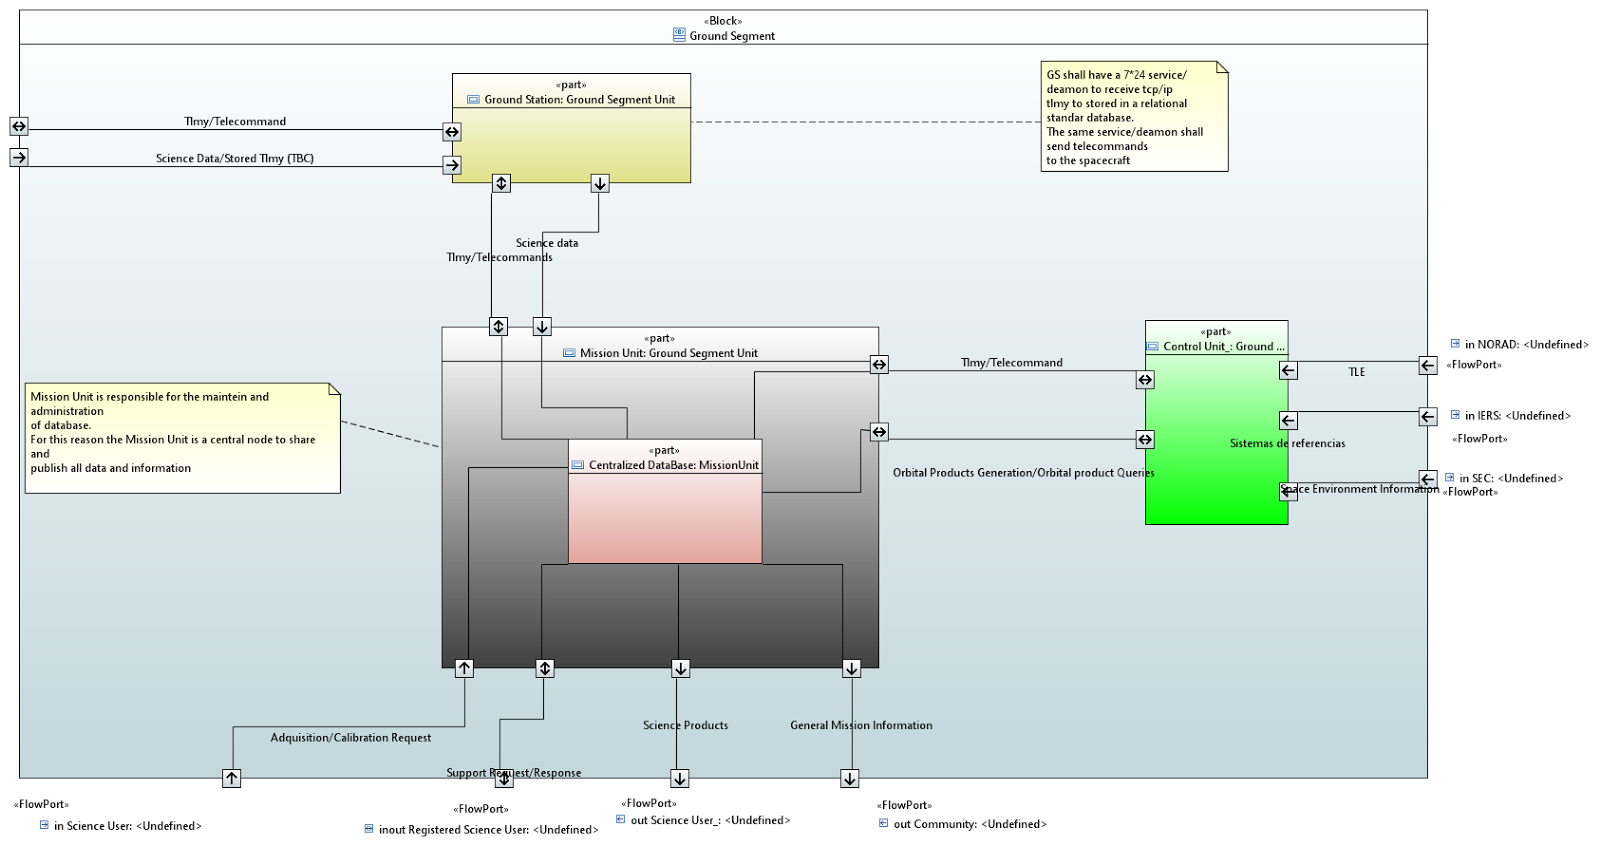 «Block»
Ground Segment
«part»
Ground Station: Ground Segment Unit
GS shall have a 7*24 service/
deamon to receive tcp/ip
tlmy to stored in a relational
standar database.
The same service/deamon shall
send telecommands
to the spacecraft
Tlmy/Telecommand
Science Data/Stored Tlmy (TBC)
Science data
Tlmy/Telecommands
«part»
Mission Unit: Ground Segment Unit
«part»
Control Unit_: Ground ...
in NORAD: <Undefined>
«FlowPort»
Tlmy/Telecommand
TLE
Mission Unit is responsible for the maintein and
administration
of database.
For this reason the Mission Unit is a central node to share
and
publish all data and information
in IERS: <Undefined>
«FlowPort»
Sistemas de referencias
«part»
Centralized DataBase: MissionUnit
Orbital Products Generation/Orbital product Queries
in SEC: <Undefined>
«FlowPort»
Space Environment Information
Science Products
General Mission Information
Adquisition/Calibration Request
Support Request/Response
«FlowPort»
in Science User: <Undefined>
«FlowPort»
inout Registered Science User: <Undefined>
«FlowPort»
out Science User_: <Undefined>
«FlowPort»
out Community: <Undefined>